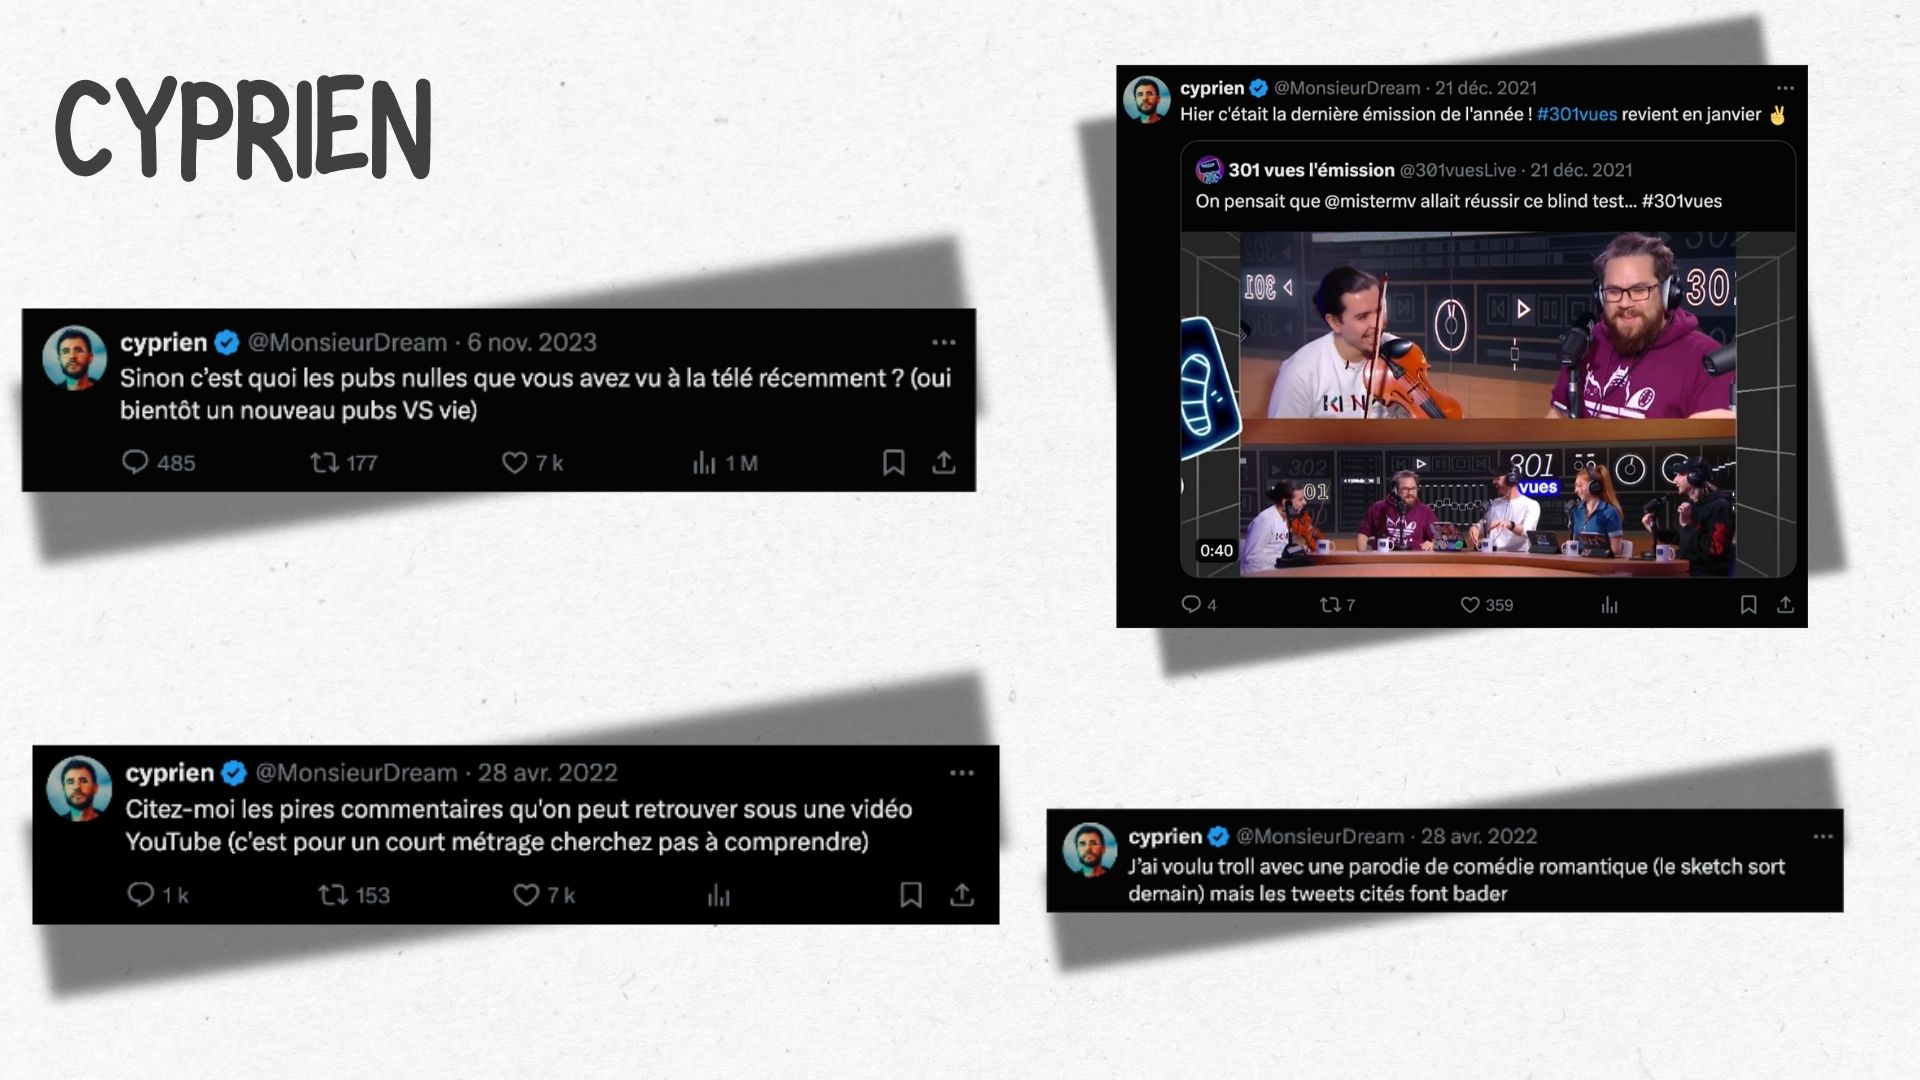 CYPRIEN
cyprien @MonsieurDream · 6 nov. 2023
Sinon c'est quoi les pubs nulles que vous avez vu à la télé récemment ? (oui
bientôt un nouveau pubs VS vie)
485 177 7 k 1 M
cyprien @MonsieurDream · 28 avr. 2022
Citez-moi les pires commentaires qu'on peut retrouver sous une vidéo
YouTube (c'est pour un court métrage cherchez pas à comprendre)
1 k 153 7 k
cyprien @MonsieurDream · 21 déc. 2021
Hier c'était la dernière émission de l'année ! #301vues revient en janvier ✌
301 vues l'émission @301vuesLive · 21 déc. 2021
On pensait que @mistermv allait réussir ce blind test... #301vues
301
30
302
301
01
vues
0:40
4 7 359
cyprien @MonsieurDream · 28 avr. 2022
J'ai voulu troll avec une parodie de comédie romantique (le sketch sort
demain) mais les tweets cités font bader